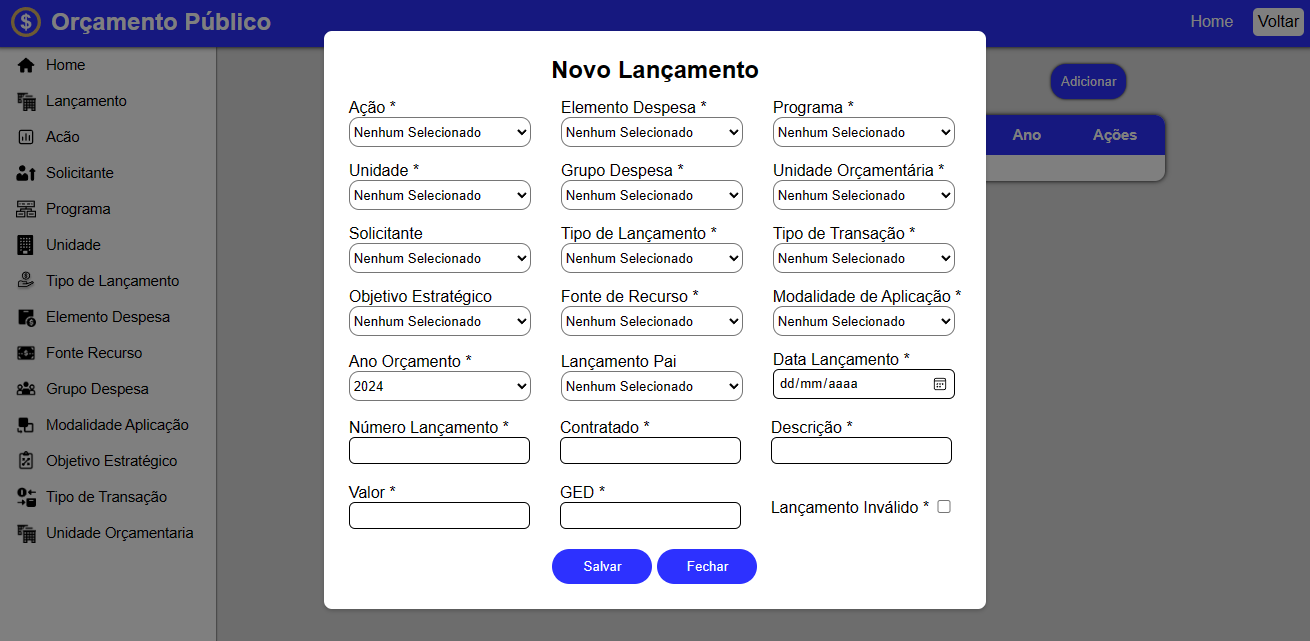 Orçamento Público
Home Voltar
Home
Lançamento
Ação
Solicitante
Programa
Unidade
Tipo de Lançamento
Elemento Despesa
Fonte Recurso
Grupo Despesa
Modalidade Aplicação
Objetivo Estratégico
Tipo de Transação
Unidade Orçamentaria
Adicionar
Ano Ações
Novo Lançamento
Ação * Elemento Despesa * Programa *
Nenhum Selecionado Nenhum Selecionado Nenhum Selecionado
Unidade * Grupo Despesa * Unidade Orçamentária *
Nenhum Selecionado Nenhum Selecionado Nenhum Selecionado
Solicitante Tipo de Lançamento * Tipo de Transação *
Nenhum Selecionado Nenhum Selecionado Nenhum Selecionado
Objetivo Estratégico Fonte de Recurso * Modalidade de Aplicação *
Nenhum Selecionado Nenhum Selecionado Nenhum Selecionado
Ano Orçamento * Lançamento Pai Data Lançamento *
2024 Nenhum Selecionado dd/mm/aaaa
Número Lançamento * Contratado * Descrição *
Valor * GED * Lançamento Inválido *
Salvar Fechar